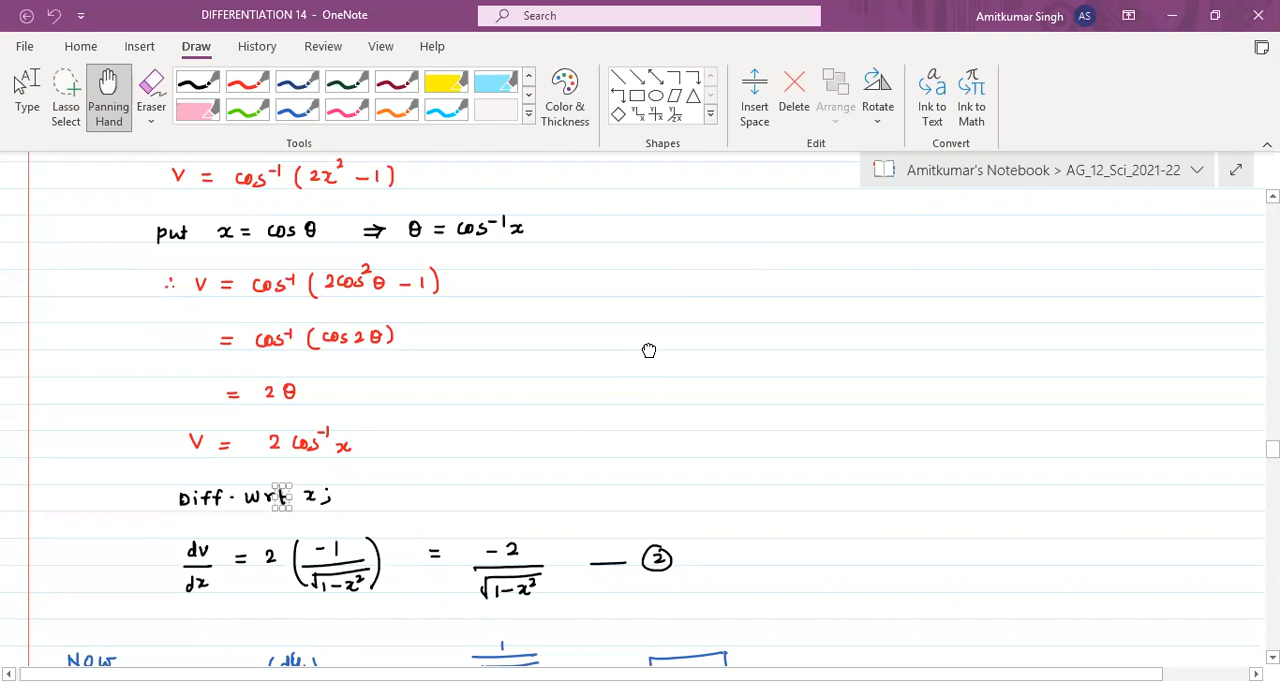 DIFFERENTIATION 14 - OneNote
Search
Amitkumar Singh AS
File Home Insert Draw History Review View Help
Type
Lasso Select
Panning Hand
Eraser
Color & Thickness
Insert Space
Delete
Arrange
Rotate
Ink to Text
Ink to Math
Tools Shapes Edit Convert
Amitkumar's Notebook > AG_12_Sci_2021-22
V = cos⁻¹ (2x² - 1)
put x = cos θ ⇒ θ = cos⁻¹x
∴ V = cos⁻¹ (2cos²θ - 1)
= cos⁻¹ (cos 2θ)
= 2θ
V = 2 cos⁻¹ x
Diff. wrt x;
dv/dx = 2 (-1/√(1-x²)) = -2/√(1-x²) — ②